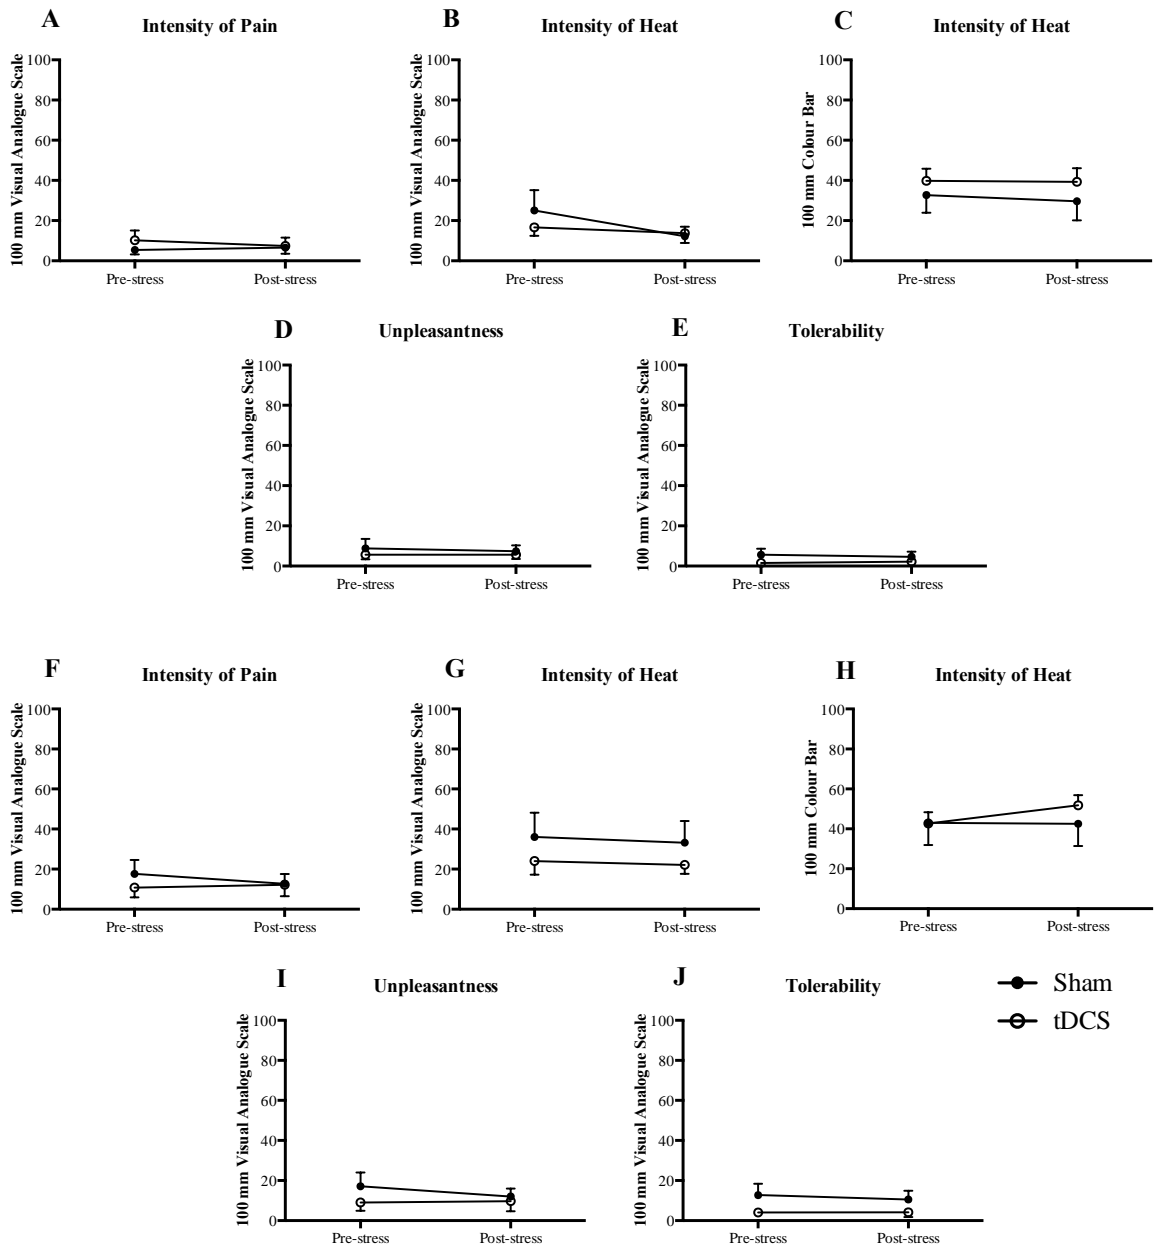 A
Intensity of Pain
100 mm Visual Analogue Scale
100
80
60
40
20
0
Pre-stress
Post-stress
B
Intensity of Heat
100 mm Visual Analogue Scale
100
80
60
40
20
0
Pre-stress
Post-stress
C
Intensity of Heat
100 mm Colour Bar
100
80
60
40
20
0
Pre-stress
Post-stress
D
Unpleasantness
100 mm Visual Analogue Scale
100
80
60
40
20
0
Pre-stress
Post-stress
E
Tolerability
100 mm Visual Analogue Scale
100
80
60
40
20
0
Pre-stress
Post-stress
F
Intensity of Pain
100 mm Visual Analogue Scale
100
80
60
40
20
0
Pre-stress
Post-stress
G
Intensity of Heat
100 mm Visual Analogue Scale
100
80
60
40
20
0
Pre-stress
Post-stress
H
Intensity of Heat
100 mm Colour Bar
100
80
60
40
20
0
Pre-stress
Post-stress
I
Unpleasantness
100 mm Visual Analogue Scale
100
80
60
40
20
0
Pre-stress
Post-stress
J
Tolerability
100 mm Visual Analogue Scale
100
80
60
40
20
0
Pre-stress
Post-stress
Sham
tDCS